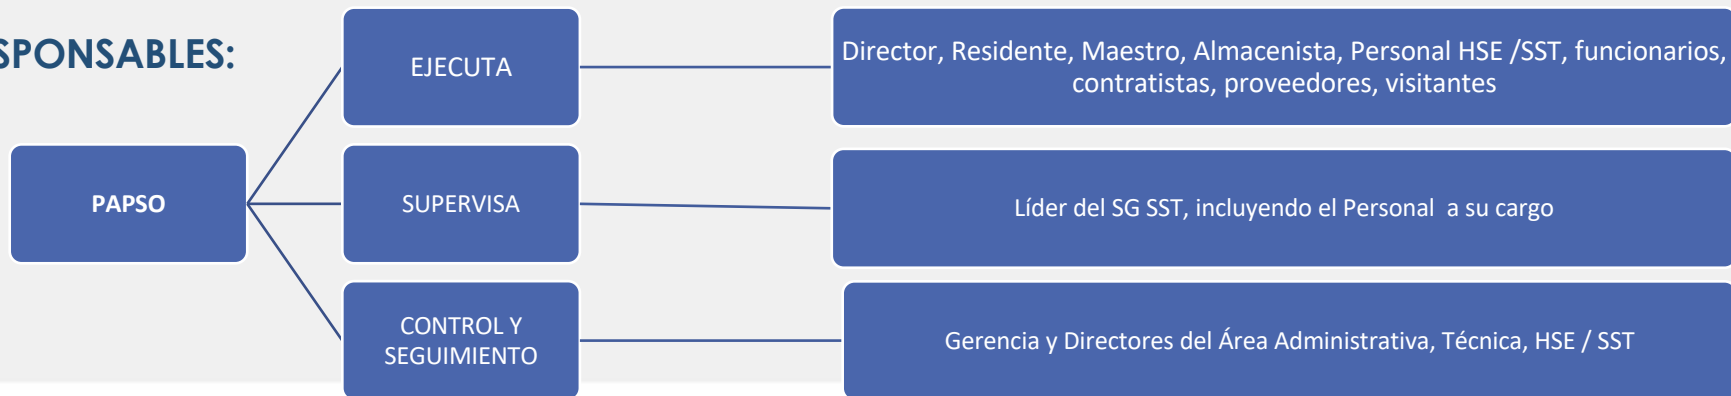 SPONSABLES:
EJECUTA
Director, Residente, Maestro, Almacenista, Personal HSE /SST, funcionarios,
contratistas, proveedores, visitantes
PAPSO
SUPERVISA
Líder del SG SST, incluyendo el Personal  a su cargo
CONTROL Y
SEGUIMIENTO
Gerencia y Directores del Área Administrativa, Técnica, HSE / SST